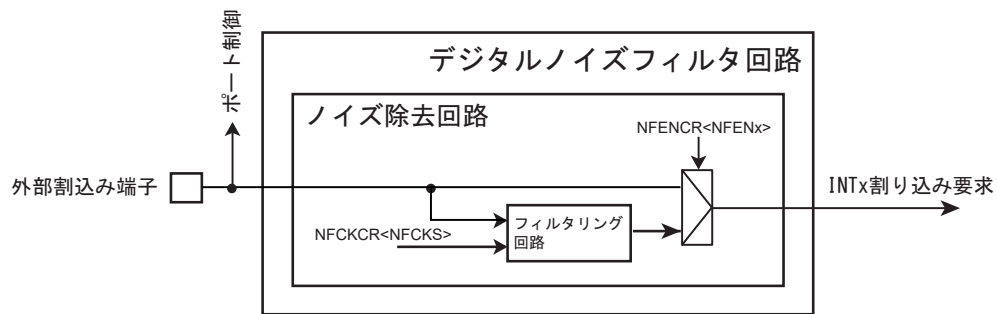 ポート制御
デジタルノイズフィルタ回路
ノイズ除去回路
NFENCR<NFENx>
外部割込み端子
INTx割り込み要求
フィルタリング
回路
NFCKCR<NFCKS>